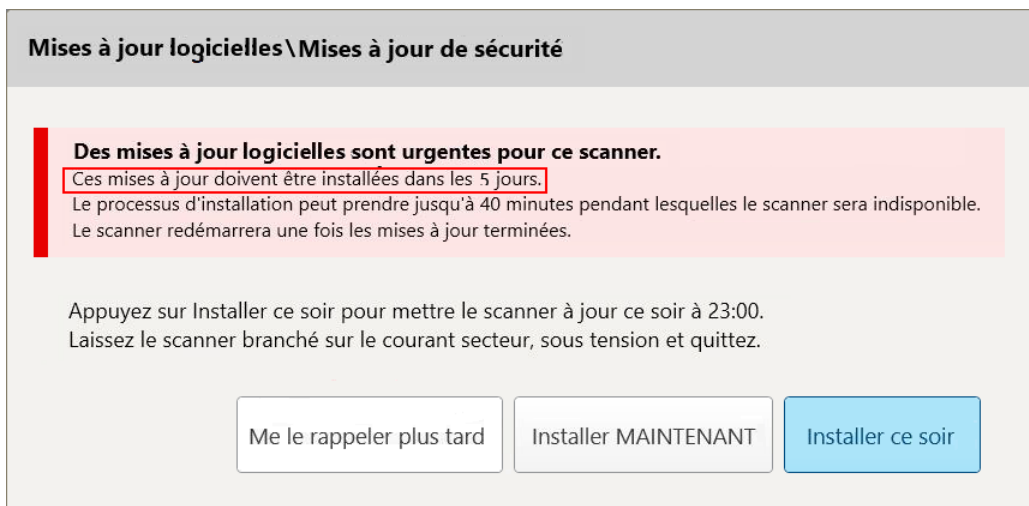 Mises à jour logicielles\Mises à jour de sécurité
Des mises à jour logicielles sont urgentes pour ce scanner.
Ces mises à jour doivent être installées dans les 5 jours.
Le processus d'installation peut prendre jusqu'à 40 minutes pendant lesquelles le scanner sera indisponible.
Le scanner redémarrera une fois les mises à jour terminées.
Appuyez sur Installer ce soir pour mettre le scanner à jour ce soir à 23:00.
Laissez le scanner branché sur le courant secteur, sous tension et quittez.
Me le rappeler plus tard
Installer MAINTENANT
Installer ce soir